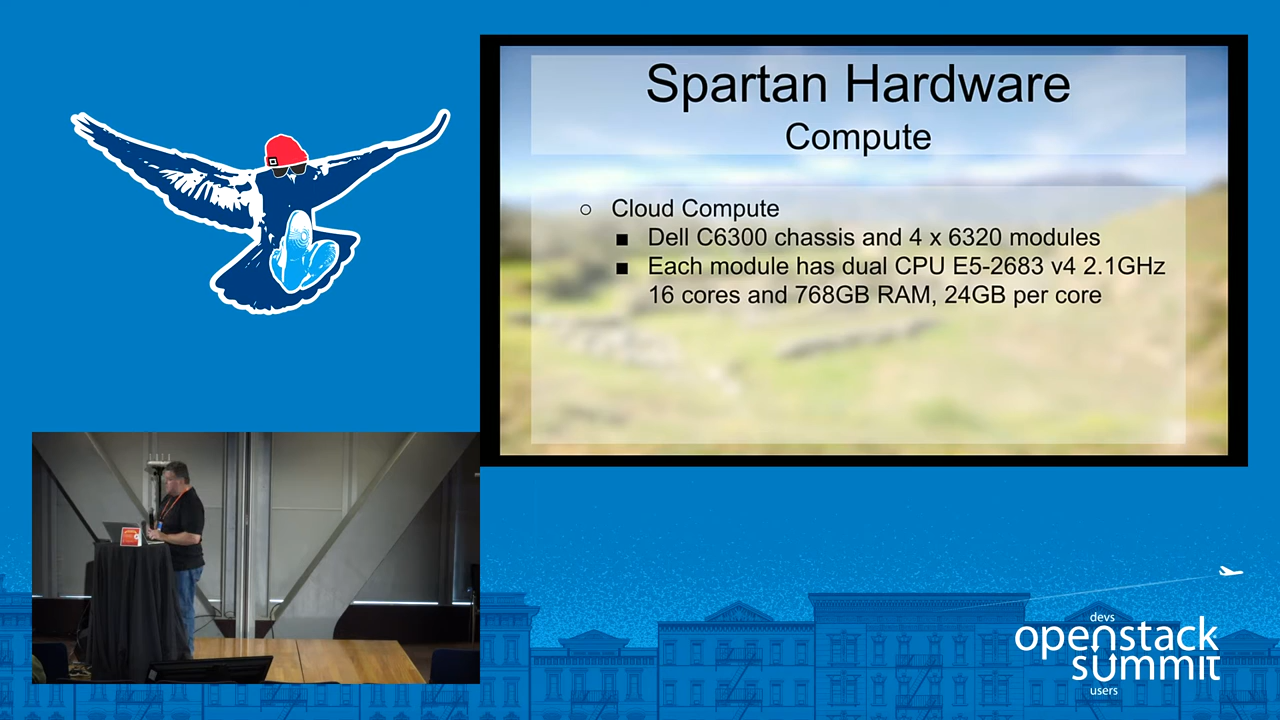 Spartan Hardware
Compute
○ Cloud Compute
■ Dell C6300 chassis and 4 x 6320 modules
■ Each module has dual CPU E5-2683 v4 2.1GHz
16 cores and 768GB RAM, 24GB per core
devs
openstack
summit
users